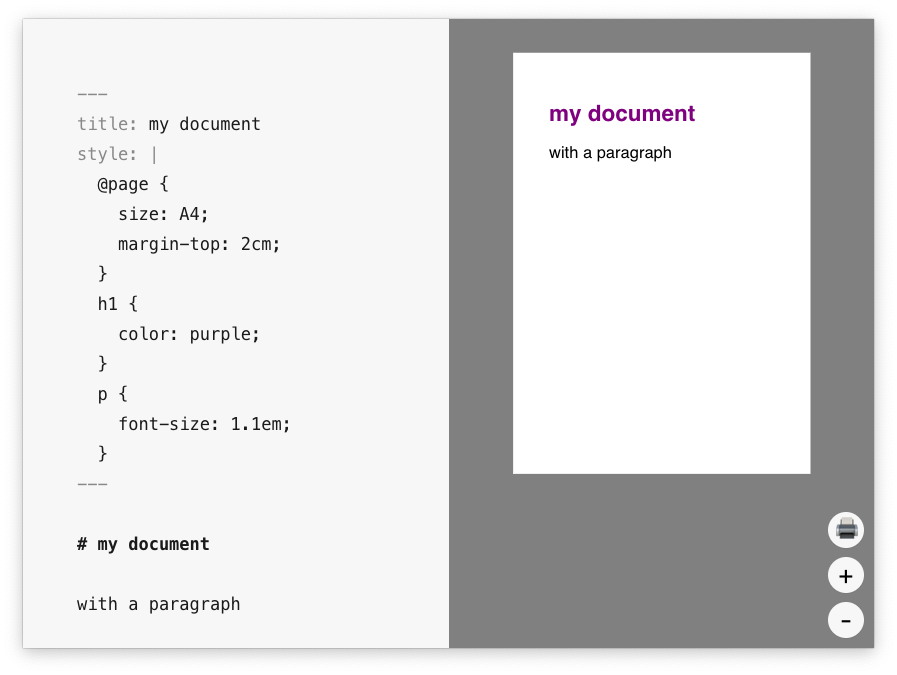 ---
title: my document
style: |
  @page {
    size: A4;
    margin-top: 2cm;
  }
  h1 {
    color: purple;
  }
  p {
    font-size: 1.1em;
  }
---
# my document
with a paragraph
my document
with a paragraph
+
-